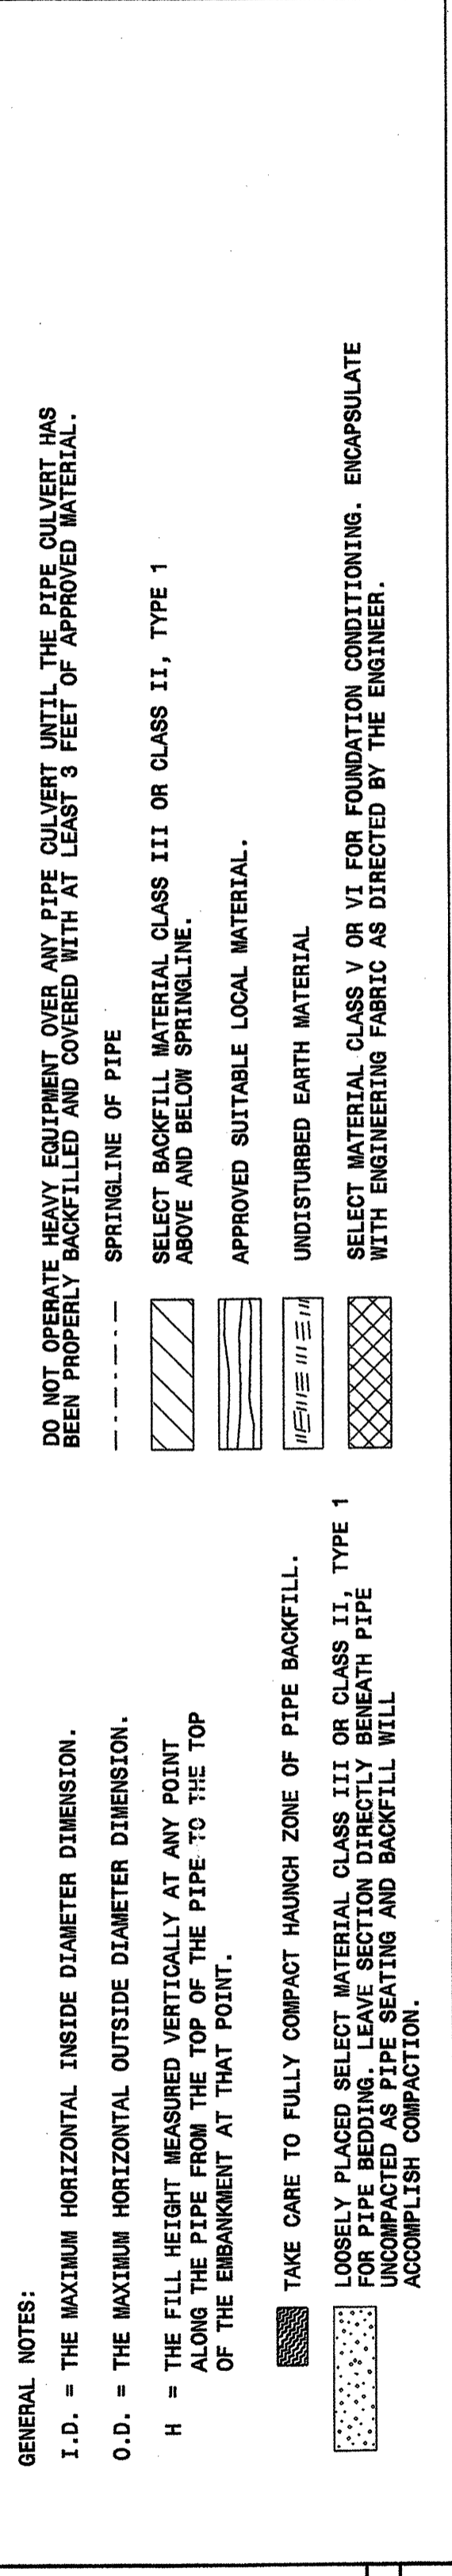 GENERAL NOTES:
I.D. = THE MAXIMUM HORIZONTAL INSIDE DIAMETER DIMENSION.
O.D. = THE MAXIMUM HORIZONTAL OUTSIDE DIAMETER DIMENSION.
H = THE FILL HEIGHT MEASURED VERTICALLY AT ANY POINT
ALONG THE PIPE FROM THE TOP OF THE PIPE TO THE TOP
OF THE EMBANKMENT AT THAT POINT.
TAKE CARE TO FULLY COMPACT HAUNCH ZONE OF PIPE BACKFILL.
LOOSELY PLACED SELECT MATERIAL CLASS III OR CLASS II, TYPE 1
FOR PIPE BEDDING. LEAVE SECTION DIRECTLY BENEATH PIPE
UNCOMPACTED AS PIPE SEATING AND BACKFILL WILL
ACCOMPLISH COMPACTION.
DO NOT OPERATE HEAVY EQUIPMENT OVER ANY PIPE CULVERT UNTIL THE PIPE CULVERT HAS
BEEN PROPERLY BACKFILLED AND COVERED WITH AT LEAST 3 FEET OF APPROVED MATERIAL.
SPRINGLINE OF PIPE
SELECT BACKFILL MATERIAL CLASS III OR CLASS II, TYPE 1
ABOVE AND BELOW SPRINGLINE.
APPROVED SUITABLE LOCAL MATERIAL.
UNDISTURBED EARTH MATERIAL
SELECT MATERIAL CLASS V OR VI FOR FOUNDATION CONDITIONING. ENCAPSULATE
WITH ENGINEERING FABRIC AS DIRECTED BY THE ENGINEER.